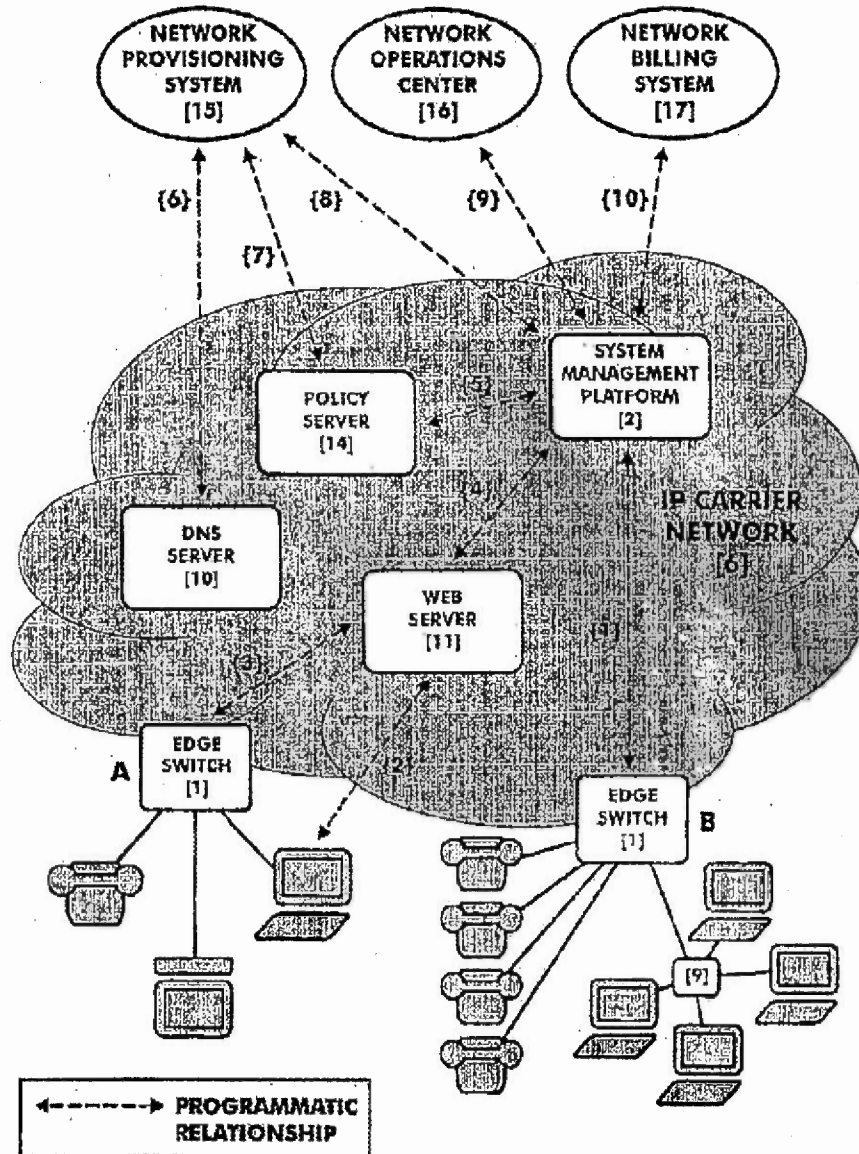 NETWORK
PROVISIONING
SYSTEM
[15]
NETWORK
OPERATIONS
CENTER
[16]
NETWORK
BILLING
SYSTEM
[17]
{6}
{7}
{8}
{9}
{10}
POLICY
SERVER
[14]
{5}
SYSTEM
MANAGEMENT
PLATFORM
[2]
{4}
DNS
SERVER
[10]
IP CARRIER
NETWORK
[6]
WEB
SERVER
[11]
{1}
{3}
{2}
A
EDGE
SWITCH
[1]
EDGE
SWITCH
[1]
B
[9]
PROGRAMMATIC
RELATIONSHIP